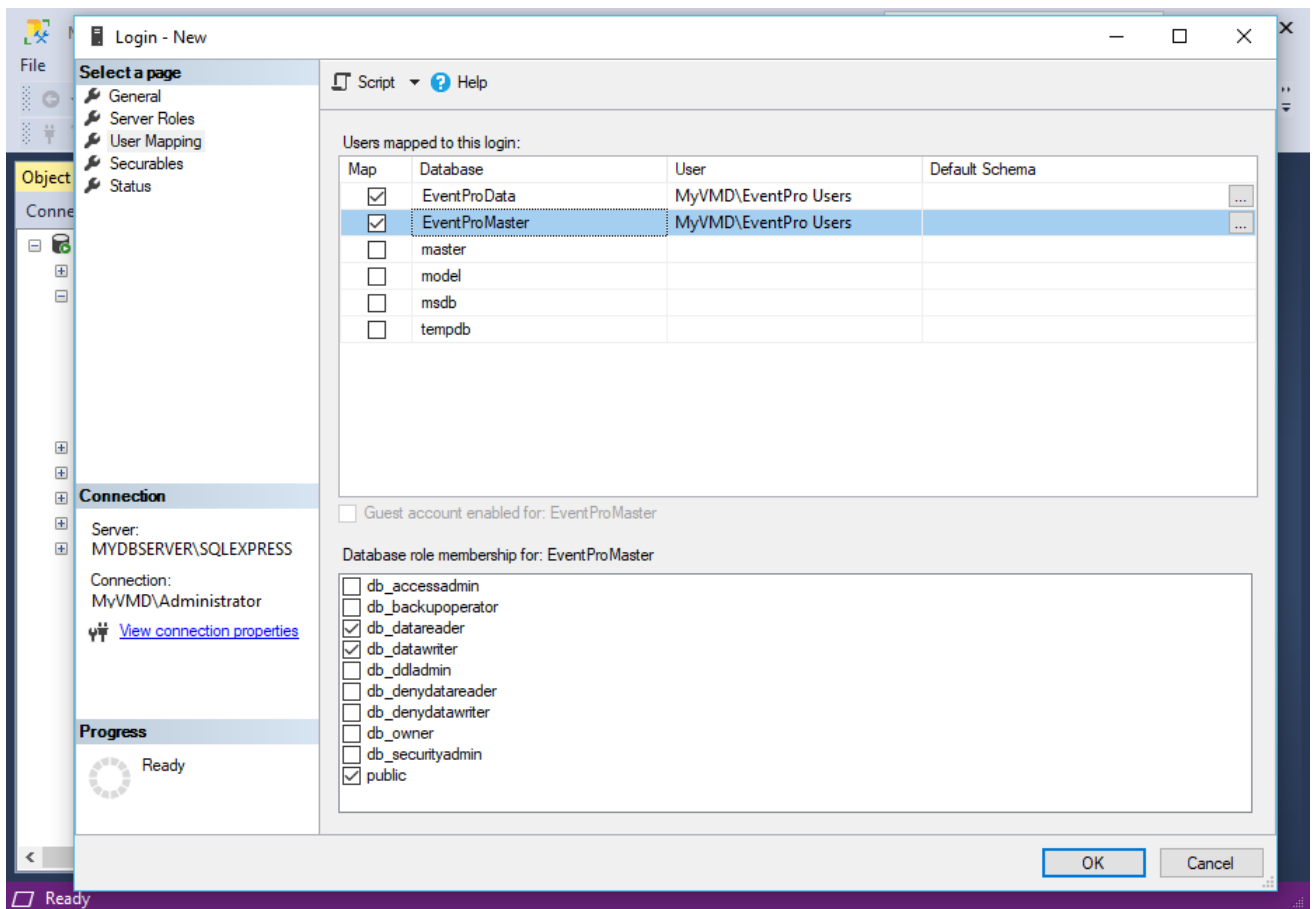 Login - New
File
Select a page
General
Server Roles
User Mapping
Securables
Status
Script
Help
Object
Conne
Users mapped to this login:
Map Database User Default Schema
EventProData MyVMD\EventPro Users ...
EventProMaster MyVMD\EventPro Users ...
master
model
msdb
tempdb
Guest account enabled for: EventProMaster
Connection
Server:
MYDBSERVER\SQLEXPRESS
Connection:
MyVMD\Administrator
View connection properties
Database role membership for: EventProMaster
db_accessadmin
db_backupoperator
db_datareader
db_datawriter
db_ddladmin
db_denydatareader
db_denydatawriter
db_owner
db_securityadmin
public
Progress
Ready
OK Cancel
Ready